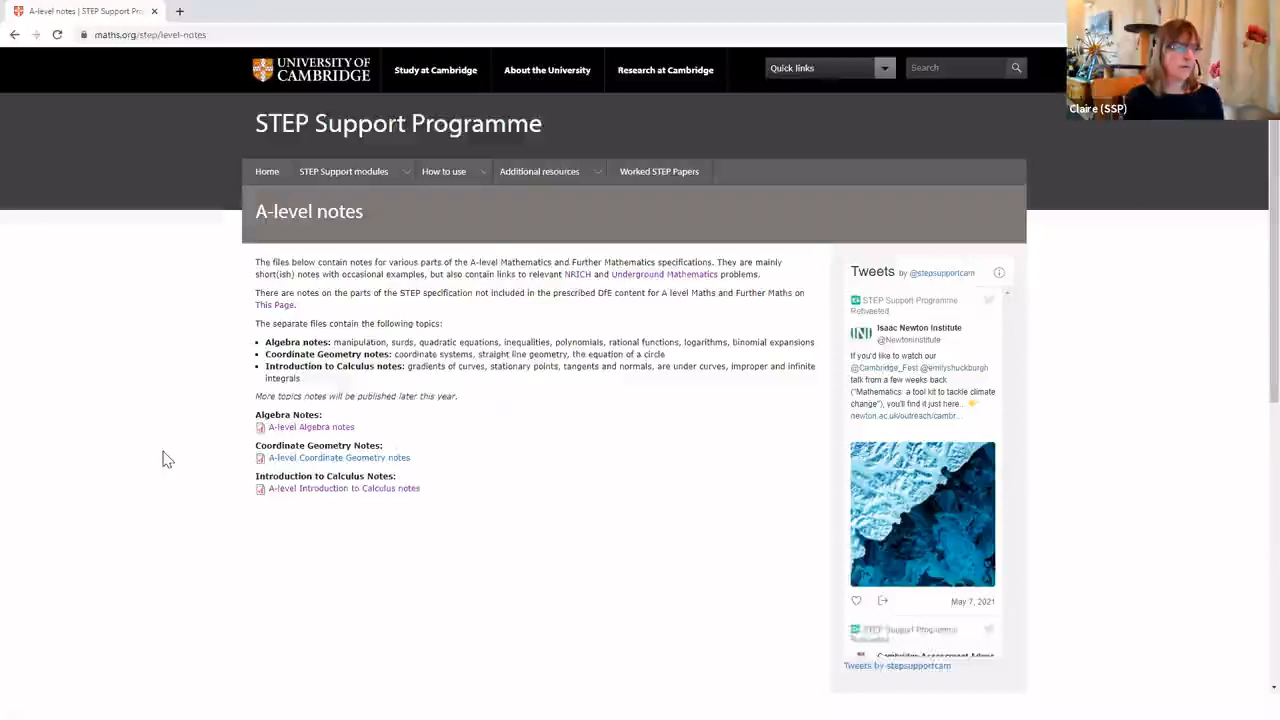 A-level notes | STEP Support Pro
maths.org/step/level-notes
UNIVERSITY OF
CAMBRIDGE
Study at Cambridge
About the University
Research at Cambridge
Quick links
Search
Claire (SSP)
STEP Support Programme
Home
STEP Support modules
How to use
Additional resources
Worked STEP Papers
A-level notes
The files below contain notes for various parts of the A-level Mathematics and Further Mathematics specifications. They are mainly
short(ish) notes with occasional examples, but also contain links to relevant NRICH and Underground Mathematics problems.
There are notes on the parts of the STEP specification not included in the prescribed DfE content for A level Maths and Further Maths on
This Page.
The separate files contain the following topics:
Algebra notes: manipulation, surds, quadratic equations, inequalities, polynomials, rational functions, logarithms, binomial expansions
Coordinate Geometry notes: coordinate systems, straight line geometry, the equation of a circle
Introduction to Calculus notes: gradients of curves, stationary points, tangents and normals, are under curves, improper and infinite
integrals
More topics notes will be published later this year.
Algebra Notes:
A-level Algebra notes
Coordinate Geometry Notes:
A-level Coordinate Geometry notes
Introduction to Calculus Notes:
A-level Introduction to Calculus notes
Tweets by @stepsupportcam
STEP Support Programme
Retweeted
Isaac Newton Institute
@NewtonInstitute
If you'd like to watch our
@Cambridge_Fest @emilyshuckburgh
talk from a few weeks back
("Mathematics: a tool kit to tackle climate
change"), you'll find it just here..
newton.ac.uk/outreach/cambr...
May 7, 2021
STEP Support Programme
Retweeted
Tweets by stepsupportcam